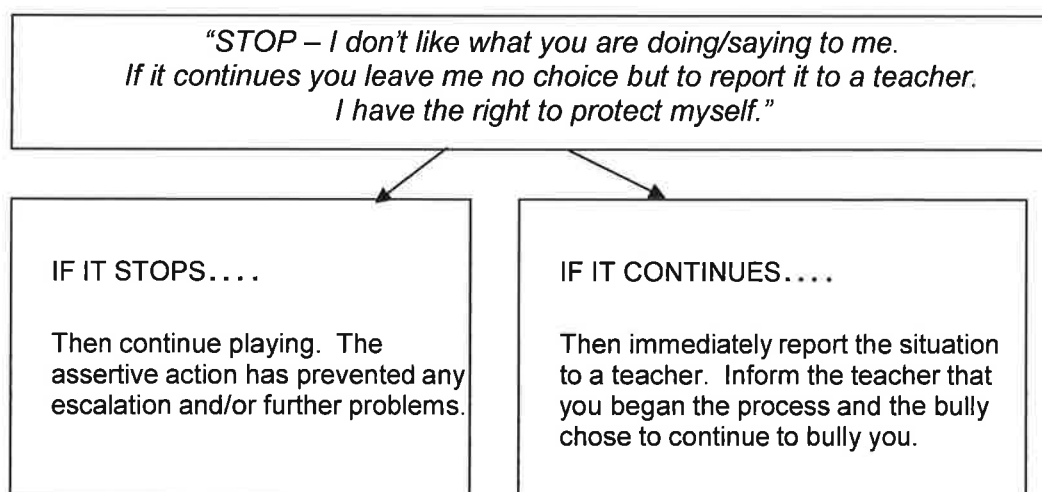 “STOP – I don’t like what you are doing/saying to me.
If it continues you leave me no choice but to report it to a teacher.
I have the right to protect myself.”
IF IT STOPS....
Then continue playing. The
assertive action has prevented any
escalation and/or further problems.
IF IT CONTINUES....
Then immediately report the situation
to a teacher. Inform the teacher that
you began the process and the bully
chose to continue to bully you.